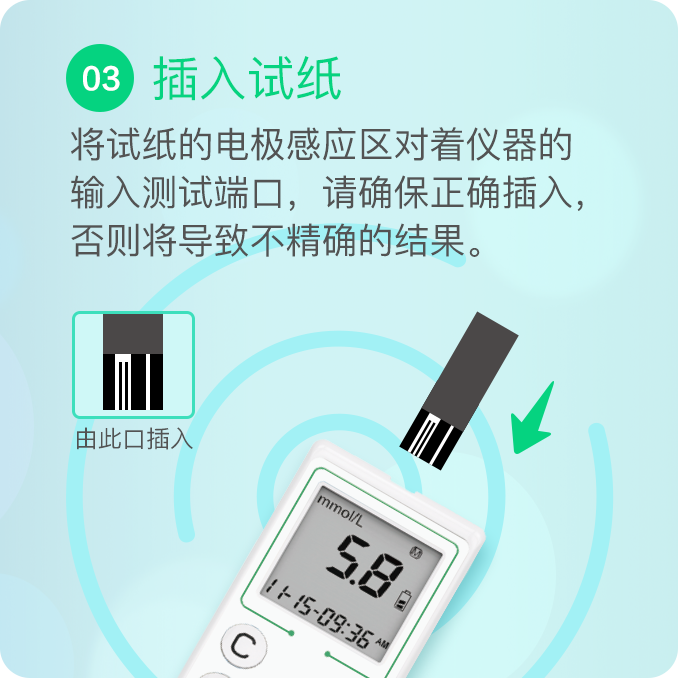 03 插入试纸
将试纸的电极感应区对着仪器的
输入测试端口，请确保正确插入，
否则将导致不精确的结果。
由此口插入
mmol/L
M
5.8
11-15-09:36 AM
C